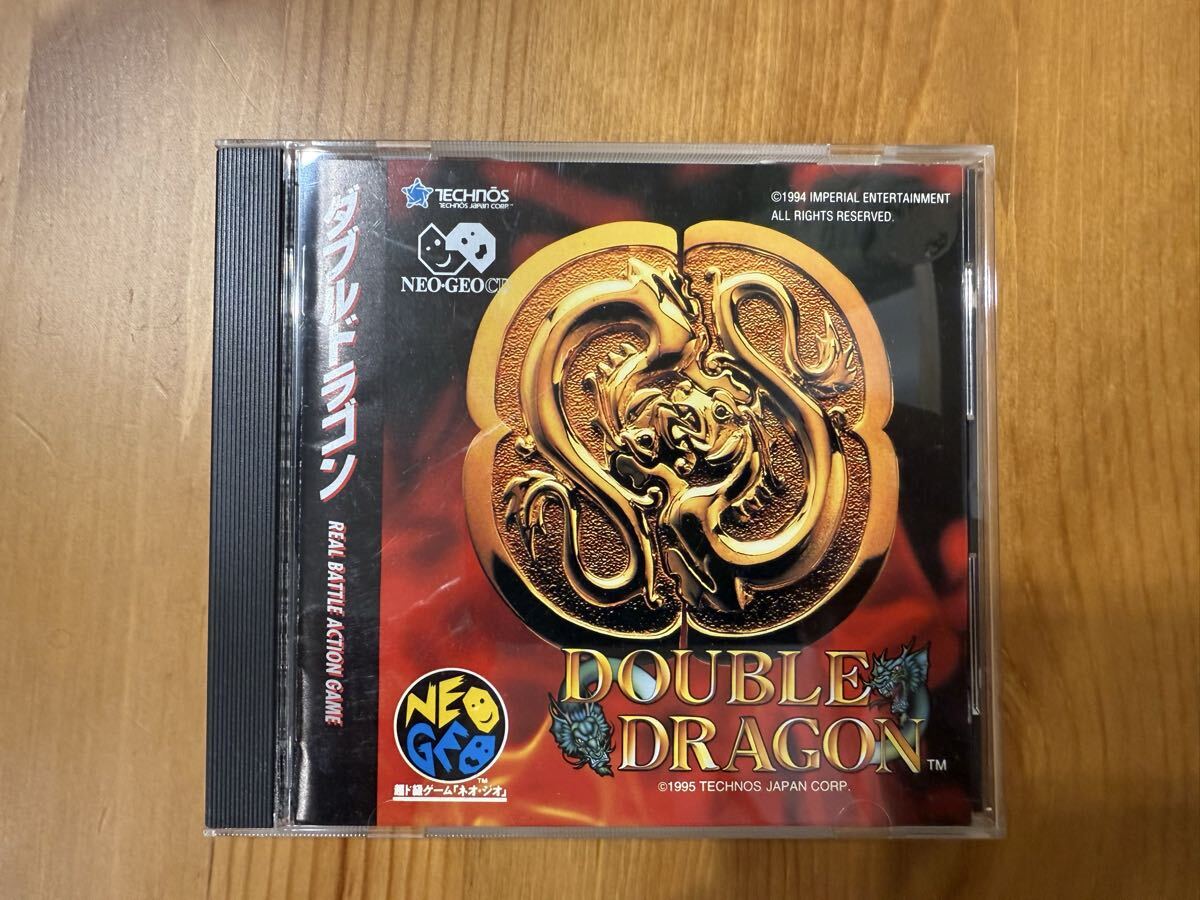 ダブルドラゴン
REAL BATTLE ACTION GAME
TECHNŌS
TECHNŌS JAPAN CORP.
NEO•GEO CD
©1994 IMPERIAL ENTERTAINMENT
ALL RIGHTS RESERVED.
DOUBLE
DRAGON™
©1995 TECHNOS JAPAN CORP.
NEO
GEO™
超ド級ゲーム「ネオ・ジオ」